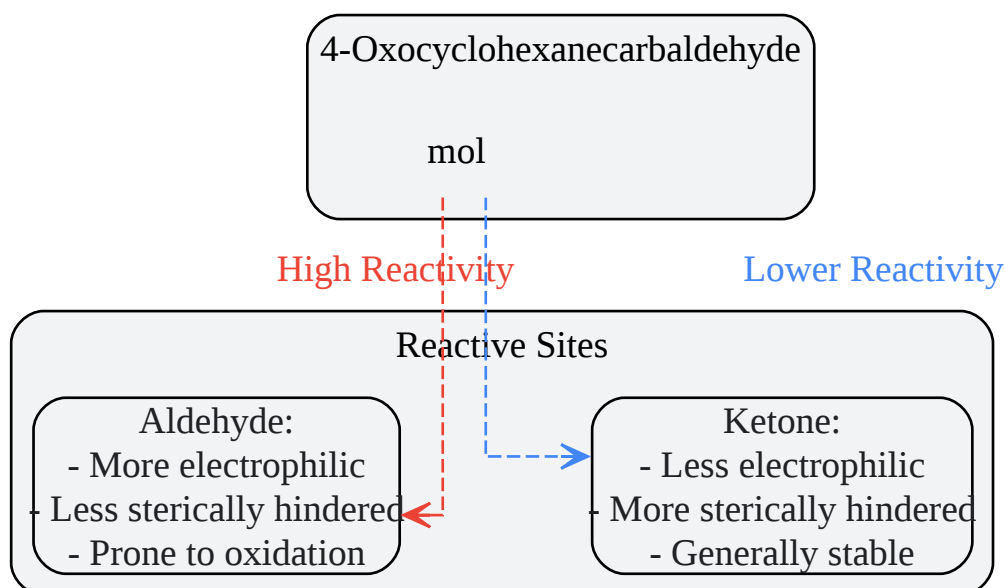 4-Oxocyclohexanecarbaldehyde
mol
High Reactivity
Lower Reactivity
Reactive Sites
Aldehyde:
- More electrophilic
- Less sterically hindered
- Prone to oxidation
Ketone:
- Less electrophilic
- More sterically hindered
- Generally stable